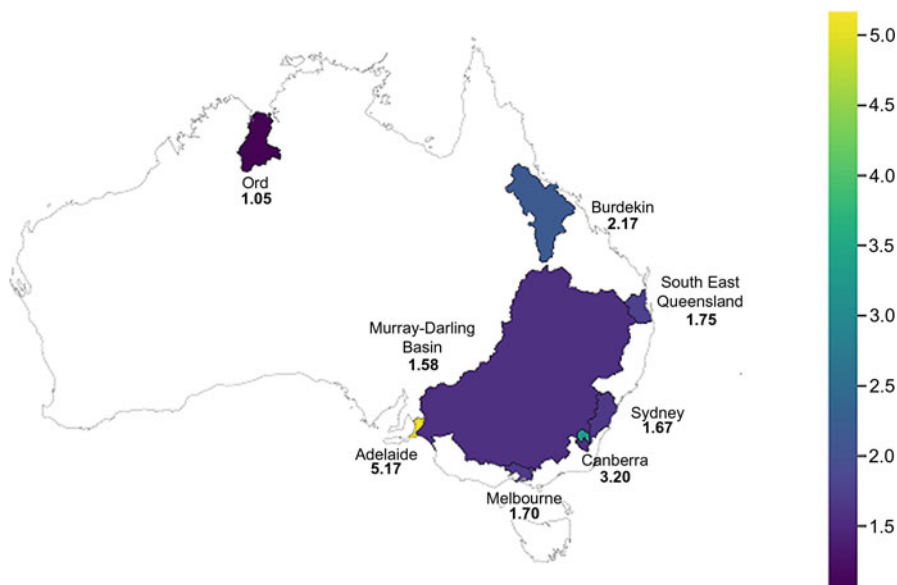 Ord
1.05
Burdekin
2.17
South East
Queensland
1.75
Murray-Darling
Basin
1.58
Sydney
1.67
Adelaide
5.17
Canberra
3.20
Melbourne
1.70
5.0
4.5
4.0
3.5
3.0
2.5
2.0
1.5